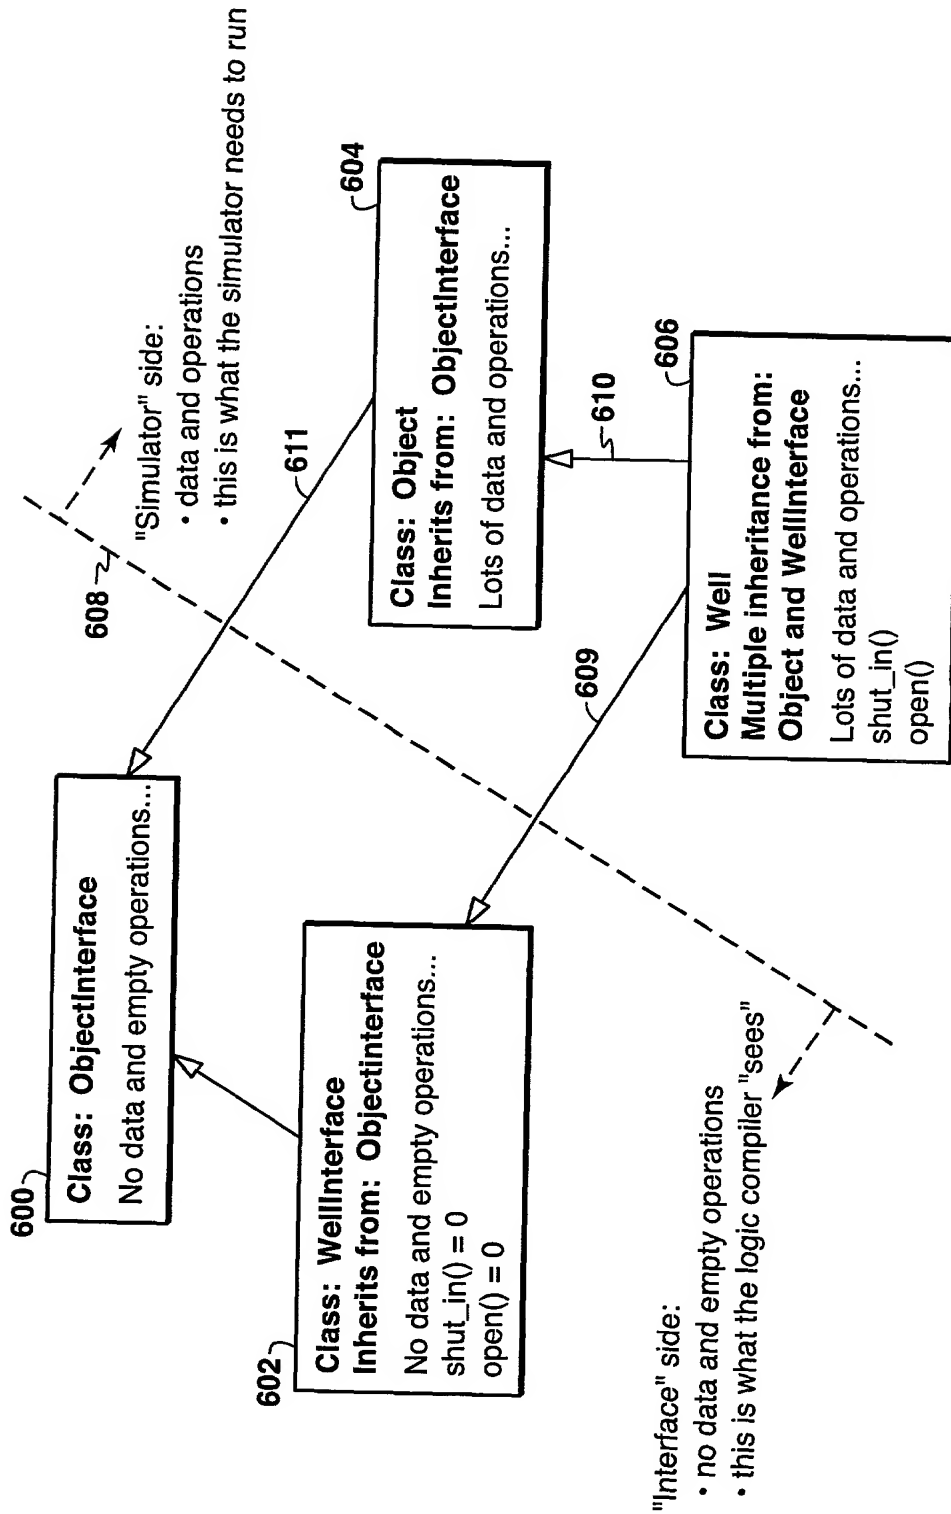 600
Class: ObjectInterface
No data and empty operations...
608
"Simulator" side:
• data and operations
• this is what the simulator needs to run
611
602
Class: WellInterface
Inherits from: Objectinterface
No data and empty operations...
shut_in() = 0
open() = 0
604
Class: Object
Inherits from: ObjectInterface
Lots of data and operations...
609
610
606
Class: Well
Multiple inheritance from:
Object and WellInterface
Lots of data and operations...
shut_in()
open()
"Interface" side:
• no data and empty operations
• this is what the logic compiler "sees"